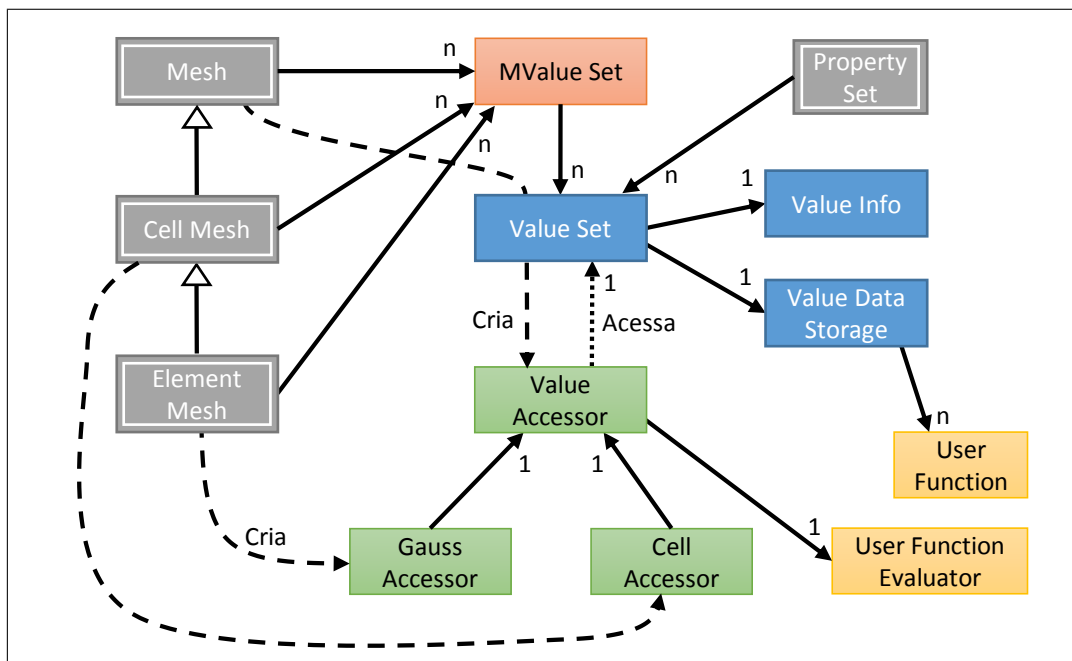 Mesh
n
MValue Set
Property
Set
n
n
n
n
1
Cell Mesh
Value Set
Value Info
1
1
Value Data
Storage
Cria
Acessa
Element
Mesh
Value
Accessor
n
User
Function
1
1
Cria
Gauss
Accessor
Cell
Accessor
1
User Function
Evaluator